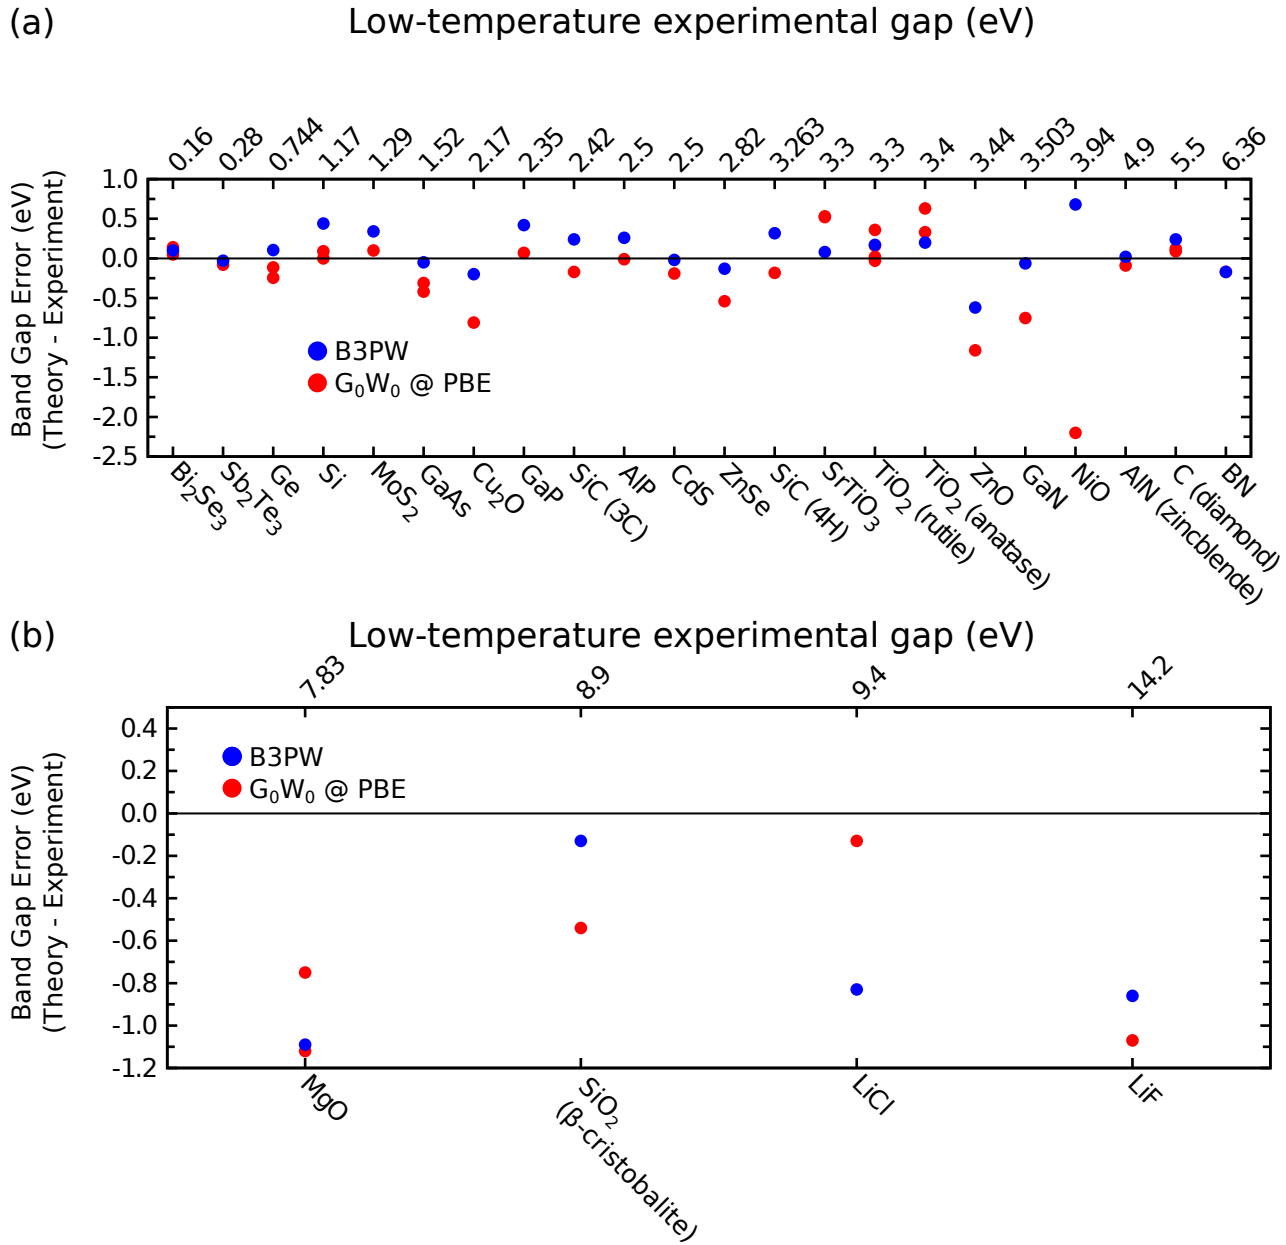 (a)
Low-temperature experimental gap (eV)
0.16
0.28
0.744
1.17
1.29
1.52
2.17
2.35
2.42
2.5
2.5
2.82
3.263
3.3
3.3
3.4
3.44
3.503
3.94
4.9
5.5
6.36
Band Gap Error (eV)
(Theory - Experiment)
1.0
0.5
0.0
-0.5
-1.0
-1.5
-2.0
-2.5
B3PW
G₀W₀ @ PBE
Bi₂Se₃
Sb₂Te₃
Ge
Si
MoS₂
GaAs
Cu₂O
GaP
SiC (3C)
AlP
CdS
ZnSe
SiC (4H)
SrTiO₃
TiO₂ (rutile)
TiO₂ (anatase)
ZnO
GaN
NiO
AlN (zincblende)
C (diamond)
BN
(b)
Low-temperature experimental gap (eV)
7.83
8.9
9.4
14.2
Band Gap Error (eV)
(Theory - Experiment)
0.4
0.2
0.0
-0.2
-0.4
-0.6
-0.8
-1.0
-1.2
B3PW
G₀W₀ @ PBE
MgO
SiO₂
(β-cristobalite)
LiCl
LiF